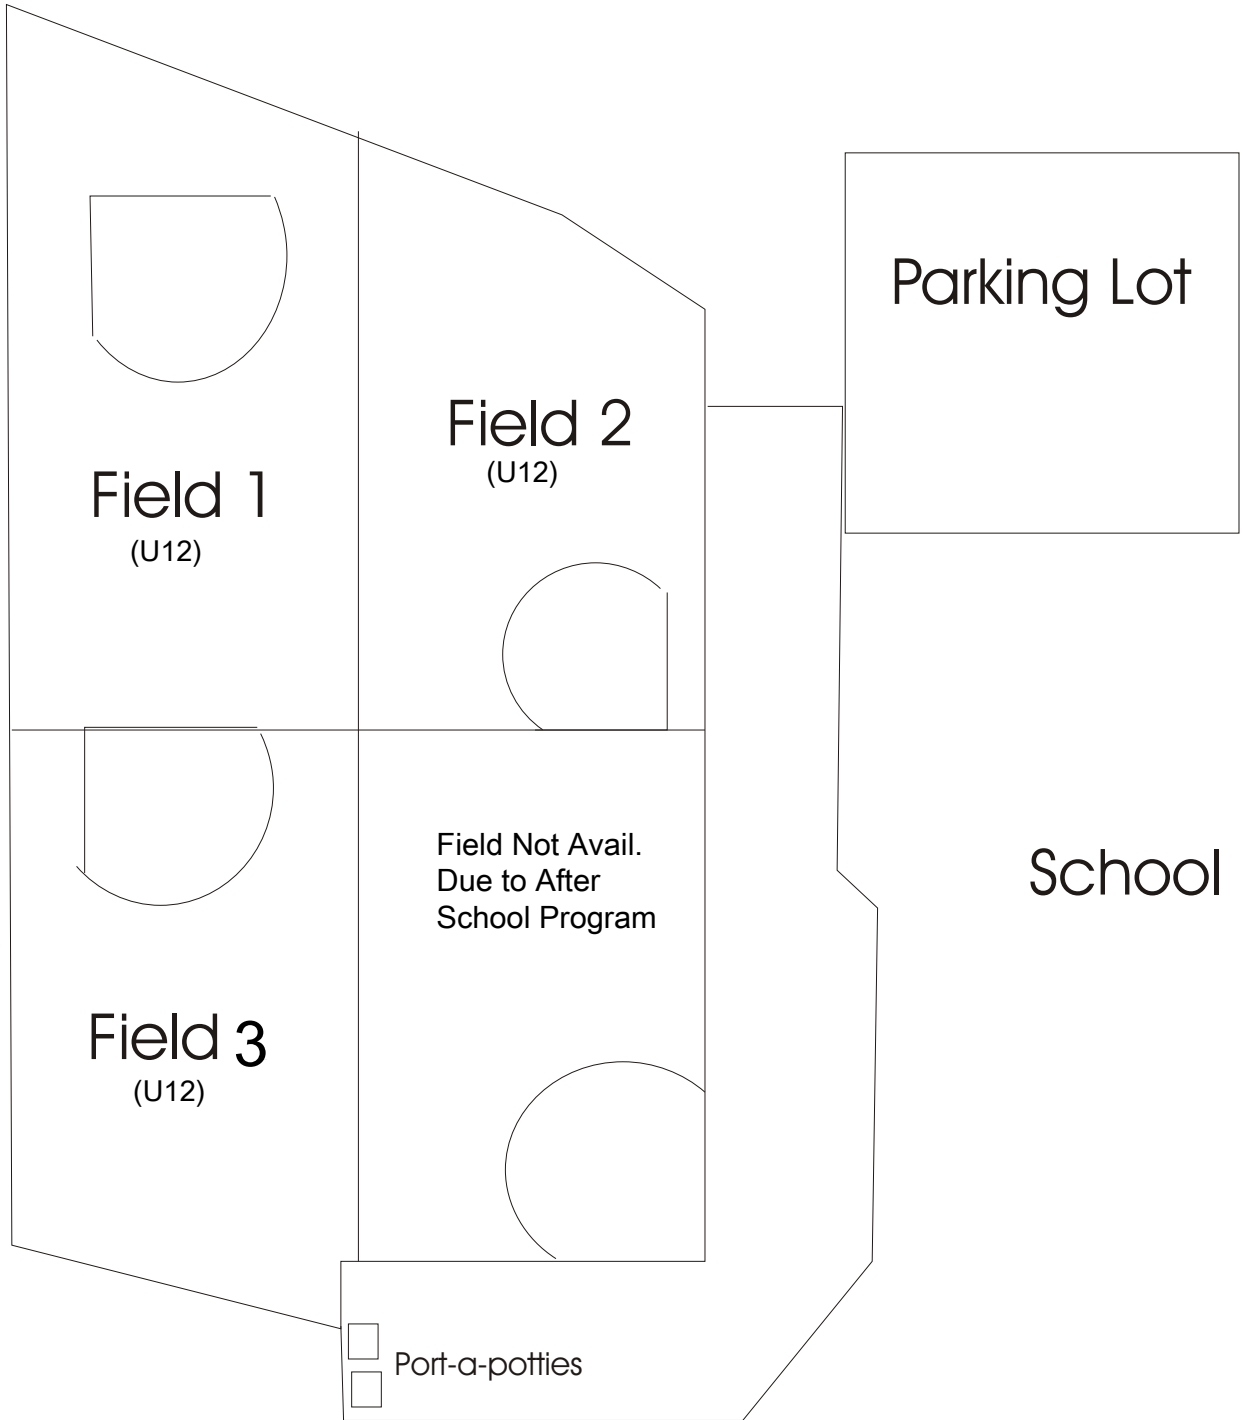 Parking Lot
Field 2
(U12)
Field 1
(U12)
Field Not Avail.
Due to After
School Program
School
Field 3
(U12)
Port-a-potties